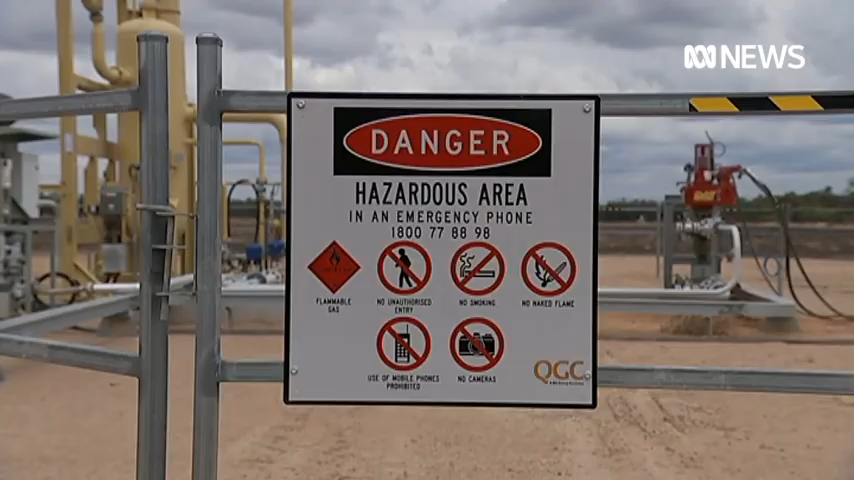 NEWS
DANGER
HAZARDOUS AREA
IN AN EMERGENCY PHONE
1800 77 88 98
FLAMMABLE
GAS
NO UNAUTHORISED
ENTRY
NO SMOKING
NO NAKED FLAME
USE OF MOBILE PHONES
PROHIBITED
NO CAMERAS
QGC